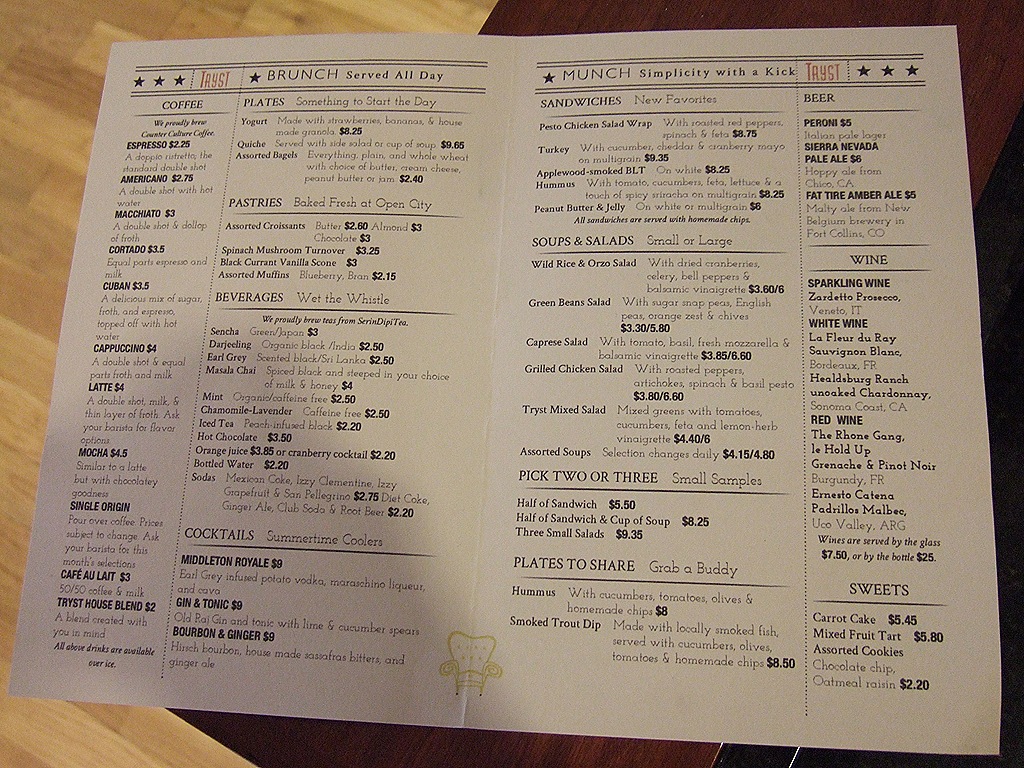 ★ ★ ★ TRYST ★ BRUNCH Served All Day
COFFEE
We proudly brew
Counter Culture Coffee.
ESPRESSO $2.25
A doppio ristretto, the
standard double shot
AMERICANO $2.75
A double shot with hot
water
MACCHIATO $3
A double shot & dollop
of froth
CORTADO $3.5
Equal parts espresso and
milk
CUBAN $3.5
A delicious mix of sugar,
froth, and espresso,
topped off with hot
water
CAPPUCCINO $4
A double shot & equal
parts froth and milk
LATTE $4
A double shot, milk, &
thin layer of froth. Ask
your barista for flavor
options.
MOCHA $4.5
Similar to a latte
but with chocolatey
goodness
SINGLE ORIGIN
Pour over coffee. Prices
subject to change. Ask
your barista for this
month's selections
CAFÉ AU LAIT $3
50/50 coffee & milk
TRYST HOUSE BLEND $2
A blend created with
you in mind
All above drinks are available
over ice.
PLATES Something to Start the Day
Yogurt Made with strawberries, bananas, & house
made granola $8.25
Quiche Served with side salad or cup of soup $9.65
Assorted Bagels Everything, plain, and whole wheat
with choice of butter, cream cheese,
peanut butter or jam $2.40
PASTRIES Baked Fresh at Open City
Assorted Croissants Butter $2.60 Almond $3
Chocolate $3
Spinach Mushroom Turnover $3.25
Black Currant Vanilla Scone $3
Assorted Muffins Blueberry, Bran $2.15
BEVERAGES Wet the Whistle
We proudly brew teas from SerinDipiTea.
Sencha Green/Japan $3
Darjeeling Organic black /India $2.50
Earl Grey Scented black/Sri Lanka $2.50
Masala Chai Spiced black and steeped in your choice
of milk & honey $4
Mint Organic/caffeine free $2.50
Chamomile-Lavender Caffeine free $2.50
Iced Tea Peach-infused black $2.20
Hot Chocolate $3.50
Orange juice $3.85 or cranberry cocktail $2.20
Bottled Water $2.20
Sodas Mexican Coke, Izzy Clementine, Izzy
Grapefruit & San Pellegrino $2.75 Diet Coke,
Ginger Ale, Club Soda & Root Beer $2.20
COCKTAILS Summertime Coolers
MIDDLETON ROYALE $9
Earl Grey infused potato vodka, maraschino liqueur,
and cava
GIN & TONIC $9
Old Raj Gin and tonic with lime & cucumber spears
BOURBON & GINGER $9
Hirsch bourbon, house made sassafras bitters, and
ginger ale
★ MUNCH Simplicity with a Kick TRYST ★ ★ ★
SANDWICHES New Favorites
Pesto Chicken Salad Wrap With roasted red peppers,
spinach & feta $8.75
Turkey With cucumber, cheddar & cranberry mayo
on multigrain $9.35
Applewood-smoked BLT On white $8.25
Hummus With tomato, cucumbers, feta, lettuce & a
touch of spicy sriracha on multigrain $8.25
Peanut Butter & Jelly On white or multigrain $6
All sandwiches are served with homemade chips.
SOUPS & SALADS Small or Large
Wild Rice & Orzo Salad With dried cranberries,
celery, bell peppers &
balsamic vinaigrette $3.60/6
Green Beans Salad With sugar snap peas, English
peas, orange zest & chives
$3.30/5.80
Caprese Salad With tomato, basil, fresh mozzarella &
balsamic vinaigrette $3.85/6.60
Grilled Chicken Salad With roasted peppers,
artichokes, spinach & basil pesto
$3.80/6.60
Tryst Mixed Salad Mixed greens with tomatoes,
cucumbers, feta and lemon-herb
vinaigrette $4.40/6
Assorted Soups Selection changes daily $4.15/4.80
PICK TWO OR THREE Small Samples
Half of Sandwich $5.50
Half of Sandwich & Cup of Soup $8.25
Three Small Salads $9.35
PLATES TO SHARE Grab a Buddy
Hummus With cucumbers, tomatoes, olives &
homemade chips $8
Smoked Trout Dip Made with locally smoked fish,
served with cucumbers, olives,
tomatoes & homemade chips $8.50
BEER
PERONI $5
Italian pale lager
SIERRA NEVADA
PALE ALE $6
Hoppy ale from
Chico, CA
FAT TIRE AMBER ALE $5
Malty ale from New
Belgium brewery in
Fort Collins, CO
WINE
SPARKLING WINE
Zardetto Prosecco,
Veneto, IT
WHITE WINE
La Fleur du Ray
Sauvignon Blanc,
Bordeaux, FR
Healdsburg Ranch
unoaked Chardonnay,
Sonoma Coast, CA
RED WINE
The Rhone Gang,
le Hold Up
Grenache & Pinot Noir
Burgundy, FR
Ernesto Catena
Padrillos Malbec,
Uco Valley, ARG
Wines are served by the glass
$7.50, or by the bottle $25.
SWEETS
Carrot Cake $5.45
Mixed Fruit Tart $5.80
Assorted Cookies
Chocolate chip,
Oatmeal raisin $2.20